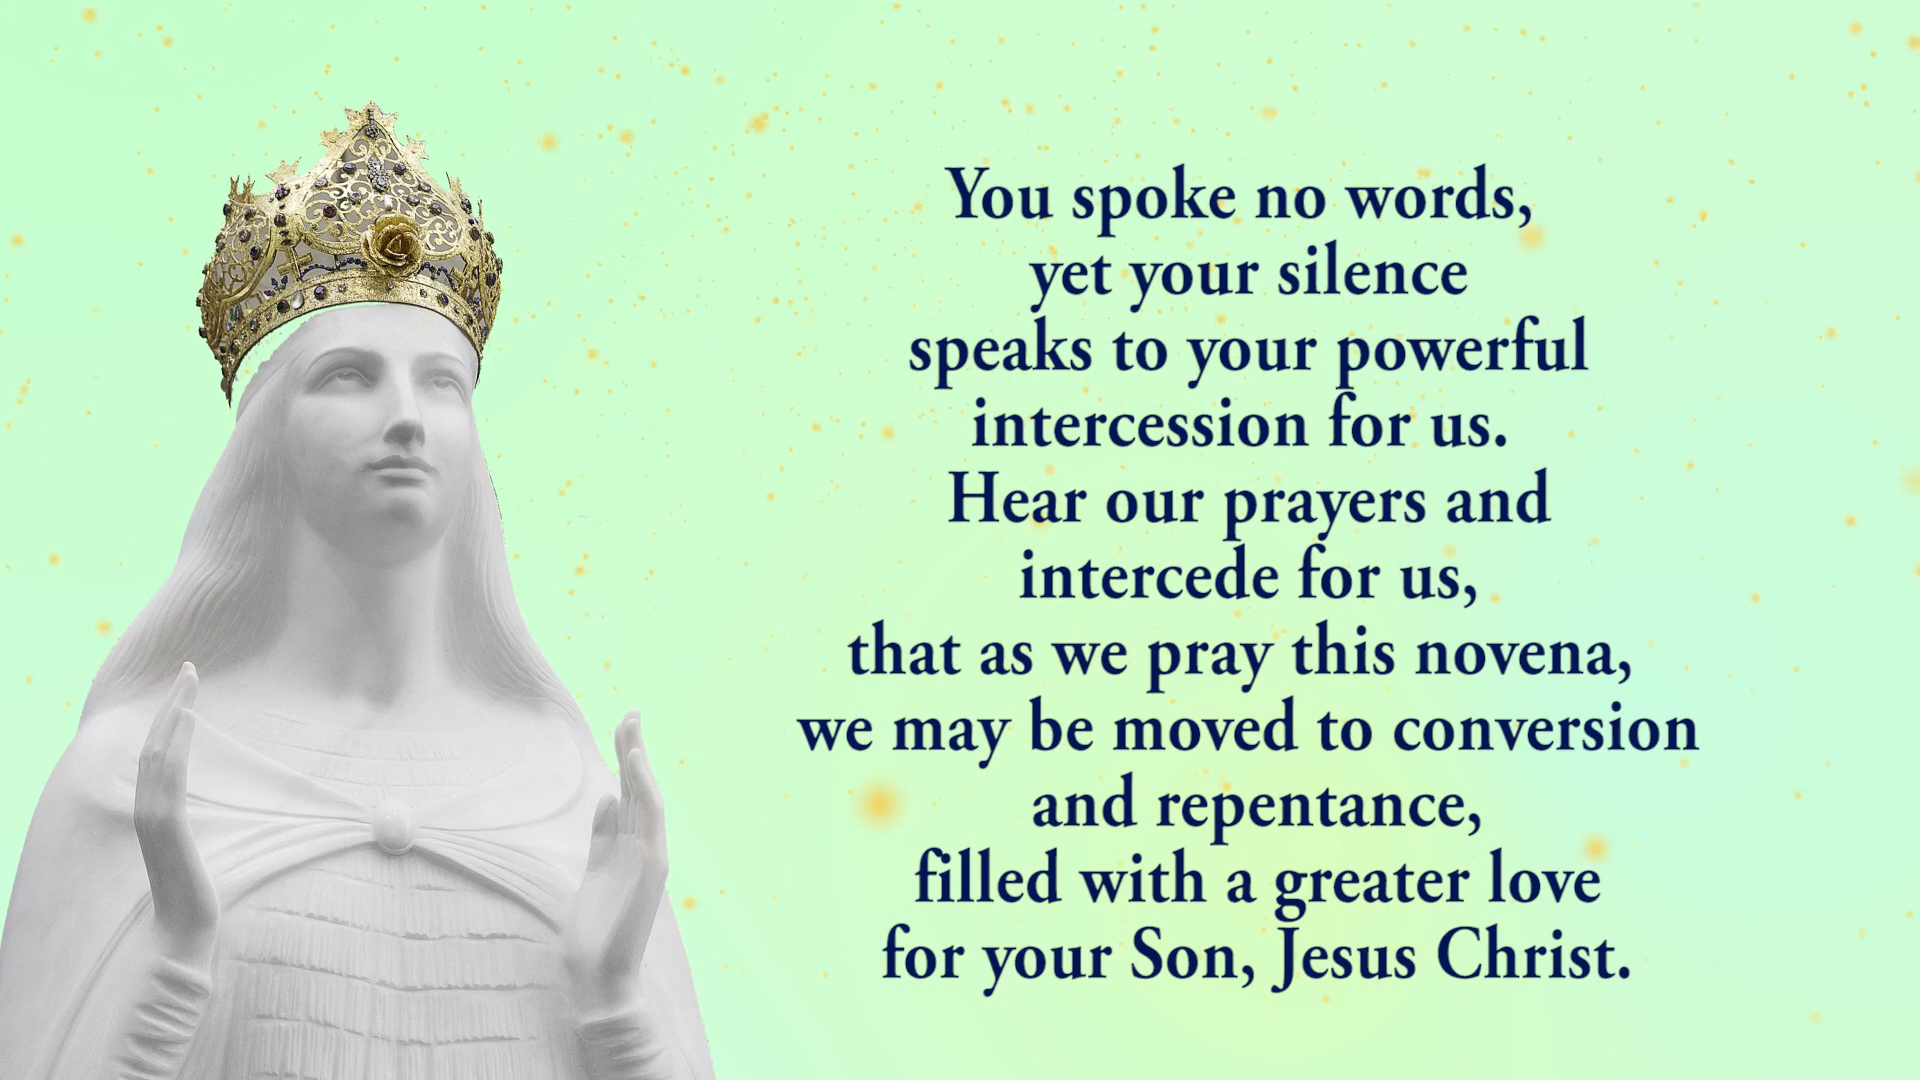 You spoke no words,
yet your silence
speaks to your powerful
intercession for us.
Hear our prayers and
intercede for us,
that as we pray this novena,
we may be moved to conversion
and repentance,
filled with a greater love
for your Son, Jesus Christ.